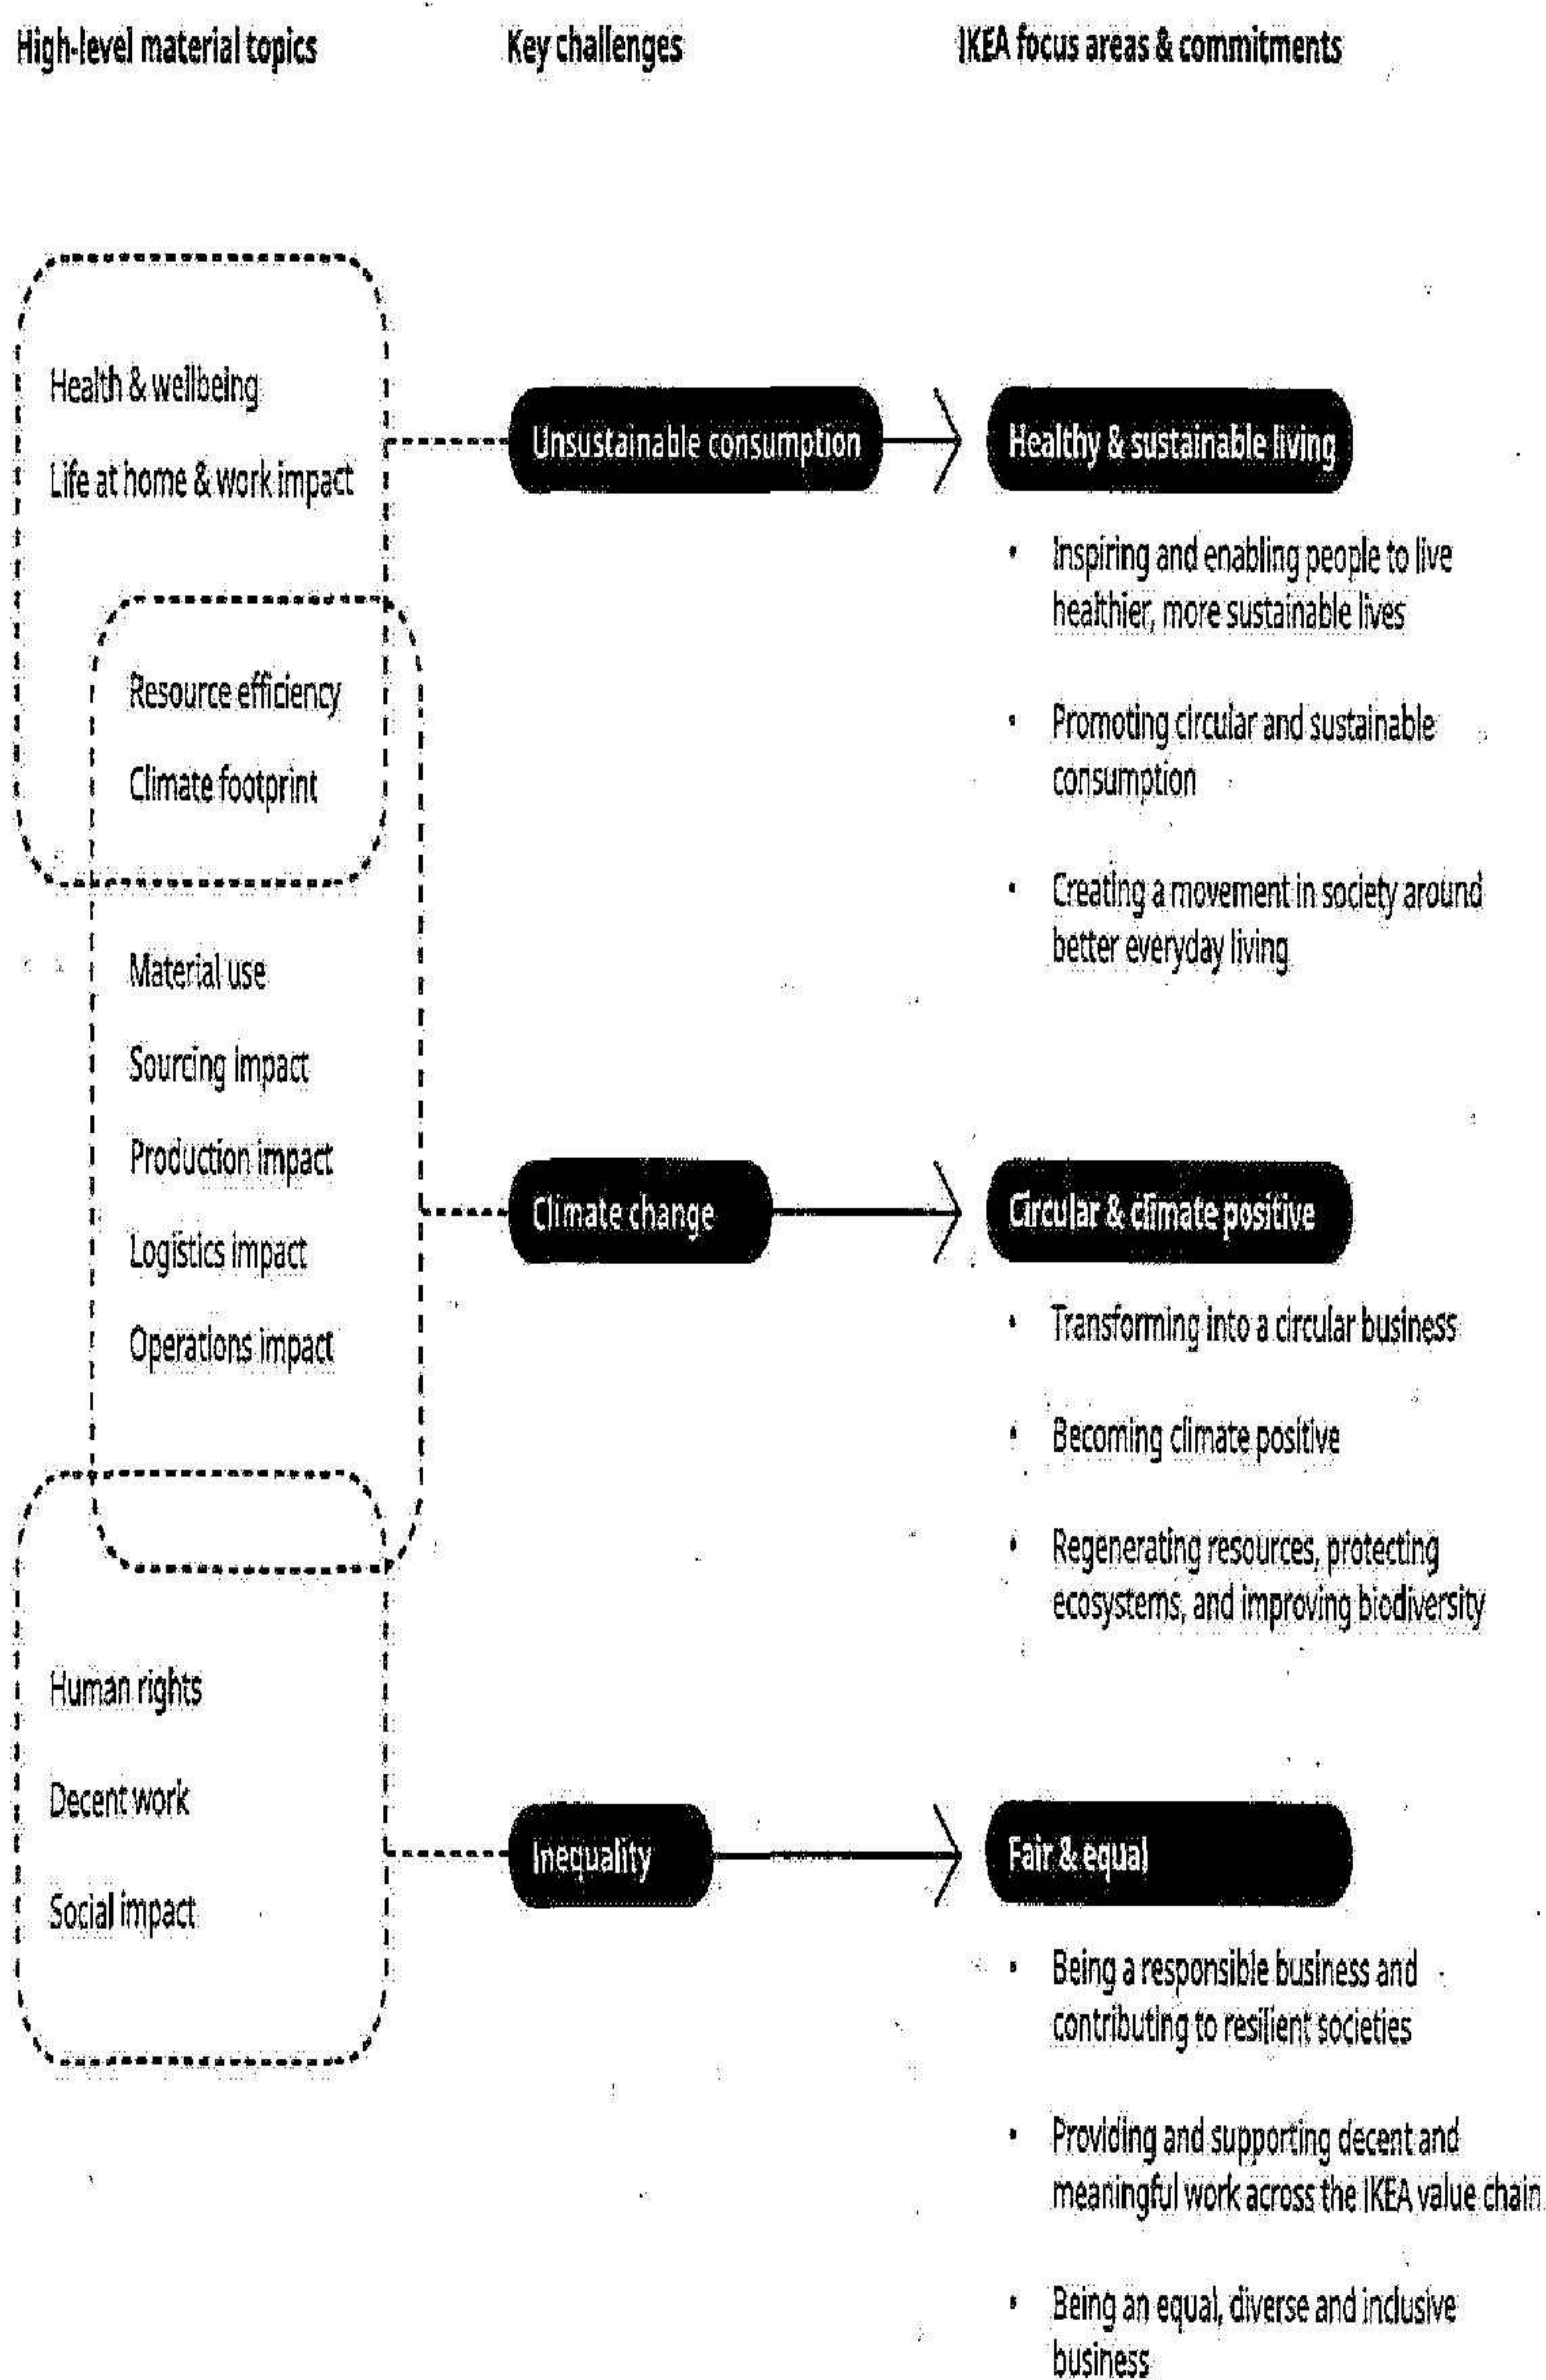 High-level material topics
Key challenges
IKEA focus areas & commitments
Health & wellbeing
Life at home & work impact
Resource efficiency
Climate footprint
Material use
Sourcing impact
Production impact
Logistics impact
Operations impact
Human rights
Decent work
Social impact
Unsustainable consumption
Climate change
Inequality
Healthy & sustainable living
• Inspiring and enabling people to live
healthier, more sustainable lives
• Promoting circular and sustainable
consumption
• Creating a movement in society around
better everyday living
Circular & climate positive
• Transforming into a circular business
• Becoming climate positive
• Regenerating resources, protecting
ecosystems, and improving biodiversity
Fair & equal
• Being a responsible business and
contributing to resilient societies
• Providing and supporting decent and
meaningful work across the IKEA value chain
• Being an equal, diverse and inclusive
business